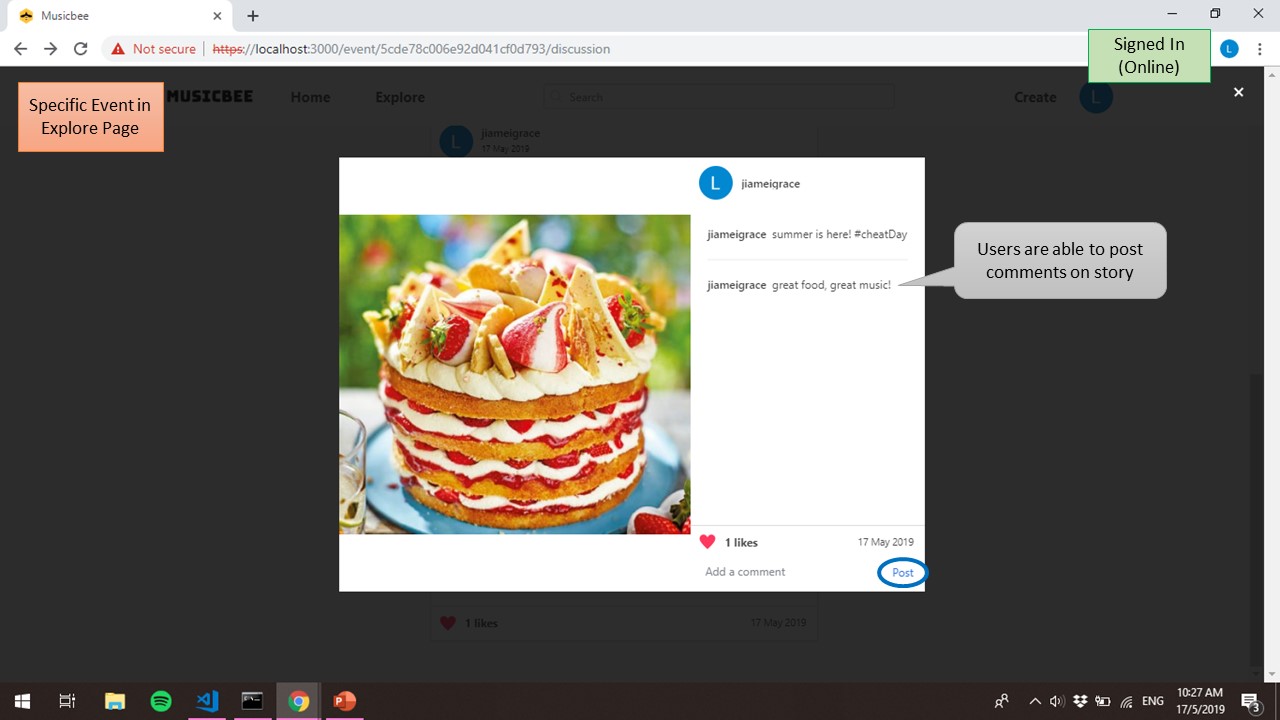 Musicbee
Not secure
https://localhost:3000/event/5cde78c006e92d041cf0d793/discussion
L
Signed In
(Online)
Specific Event in
Explore Page
MUSICBEE
Home
Explore
Search
Create
L
L
jiameigrace
17 May 2019
L
jiameigrace
jiameigrace summer is here! #cheatDay
jiameigrace great food, great music!
Users are able to post
comments on story
1 likes
17 May 2019
Add a comment
Post
1 likes
17 May 2019
ENG
10:27 AM
17/5/2019
3